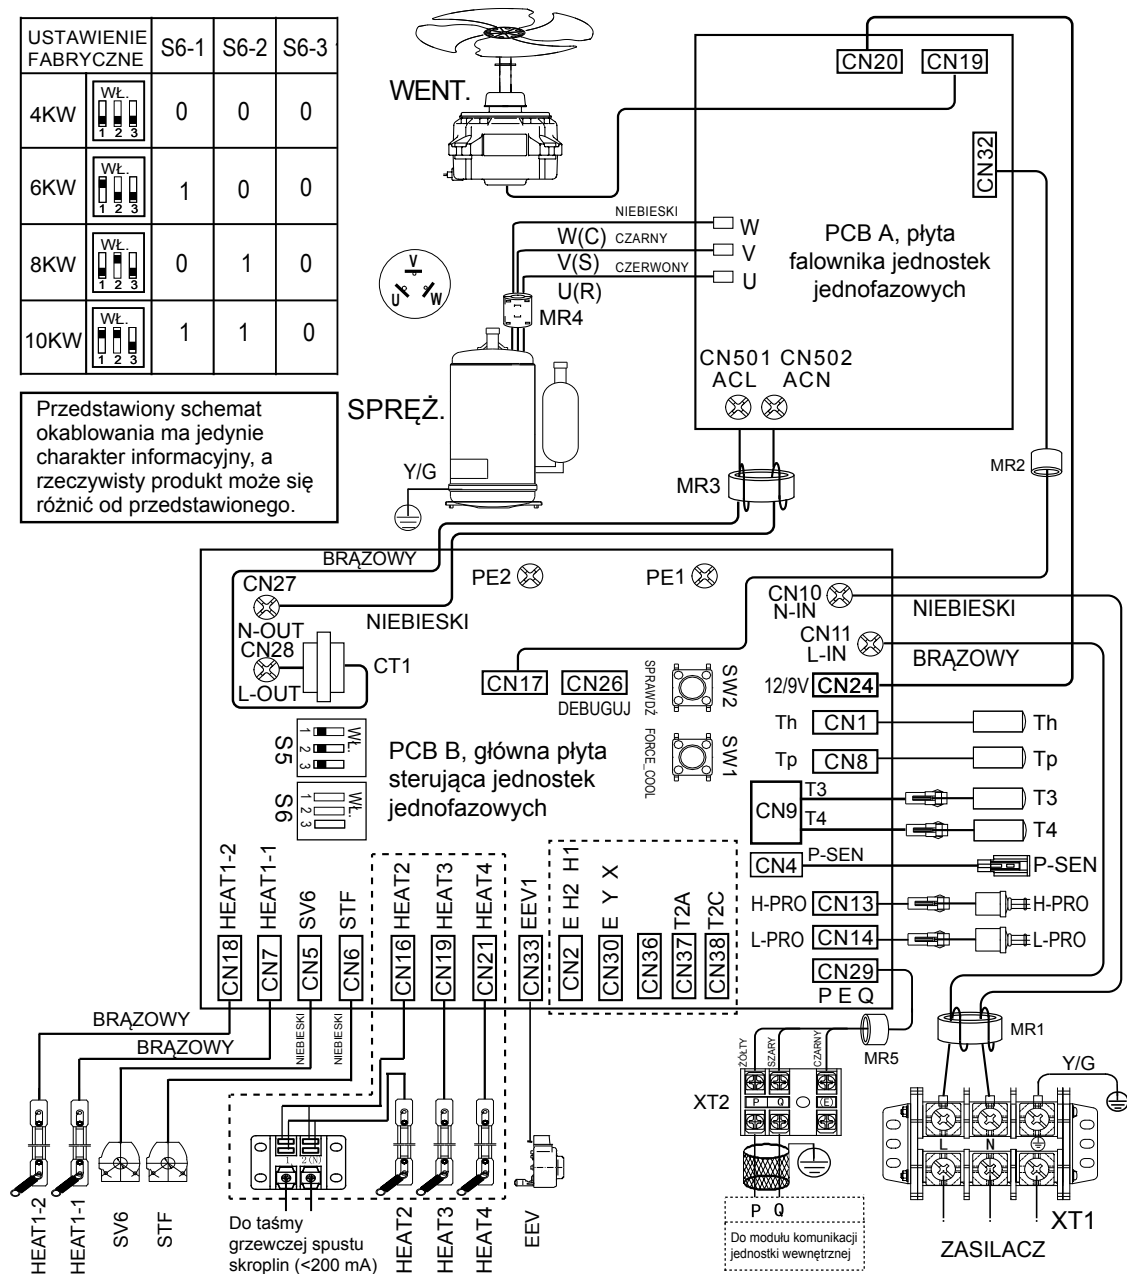 USTAWIENIE FABRYCZNE S6-1 S6-2 S6-3
4KW WŁ. 1 2 3 0 0 0
6KW WŁ. 1 2 3 1 0 0
8KW WŁ. 1 2 3 0 1 0
10KW WŁ. 1 2 3 1 1 0
Przedstawiony schemat
okablowania ma jedynie
charakter informacyjny, a
rzeczywisty produkt może się
różnić od przedstawionego.
WENT.
CN20 CN19
CN32
NIEBIESKI
W
W(C) CZARNY
V
V(S) CZERWONY
U
U(R)
V
U W
MR4
PCB A, płyta
falownika jednostek
jednofazowych
CN501 CN502
ACL ACN
SPRĘŻ.
Y/G
MR3
MR2
BRĄZOWY
CN27
N-OUT
NIEBIESKI
CN28
L-OUT
CT1
PE2 PE1
CN10
N-IN
NIEBIESKI
CN11
L-IN
BRĄZOWY
CN17 CN26
DEBUGUJ
SPRAWDŹ
SW2
FORCE_COOL
SW1
12/9V CN24
Th CN1 Th
Tp CN8 Tp
CN9
T3 T3
T4 T4
CN4 P-SEN P-SEN
H-PRO CN13 H-PRO
L-PRO CN14 L-PRO
CN29
P E Q
S5
1 2 3 WŁ.
S6
1 2 3 WŁ.
PCB B, główna płyta
sterująca jednostek
jednofazowych
CN18 HEAT1-2
CN7 HEAT1-1
CN5 SV6
CN6 STF
CN16 HEAT2
CN19 HEAT3
CN21 HEAT4
CN33 EEV1
CN2 E H2 H1
CN30 E Y X
CN36
CN37 T2A
CN38 T2C
BRĄZOWY
BRĄZOWY
NIEBIESKI
NIEBIESKI
ŻÓŁTY
SZARY
CZARNY
MR5
MR1
Y/G
XT2
P Q E
P Q
Do modułu komunikacji
jednostki wewnętrznej
L N
XT1
ZASILACZ
HEAT1-2
HEAT1-1
SV6
STF
Do taśmy
grzewczej spustu
skroplin (<200 mA)
HEAT2
HEAT3
HEAT4
EEV